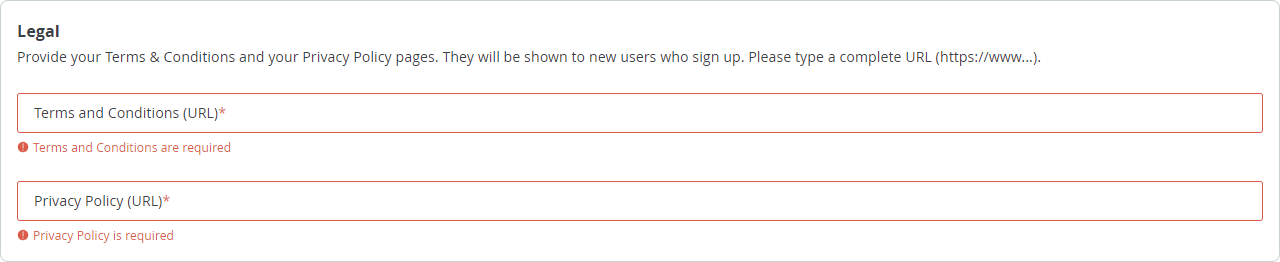 Legal
Provide your Terms & Conditions and your Privacy Policy pages. They will be shown to new users who sign up. Please type a complete URL (https://www...).
Terms and Conditions (URL)*
Terms and Conditions are required
Privacy Policy (URL)*
Privacy Policy is required